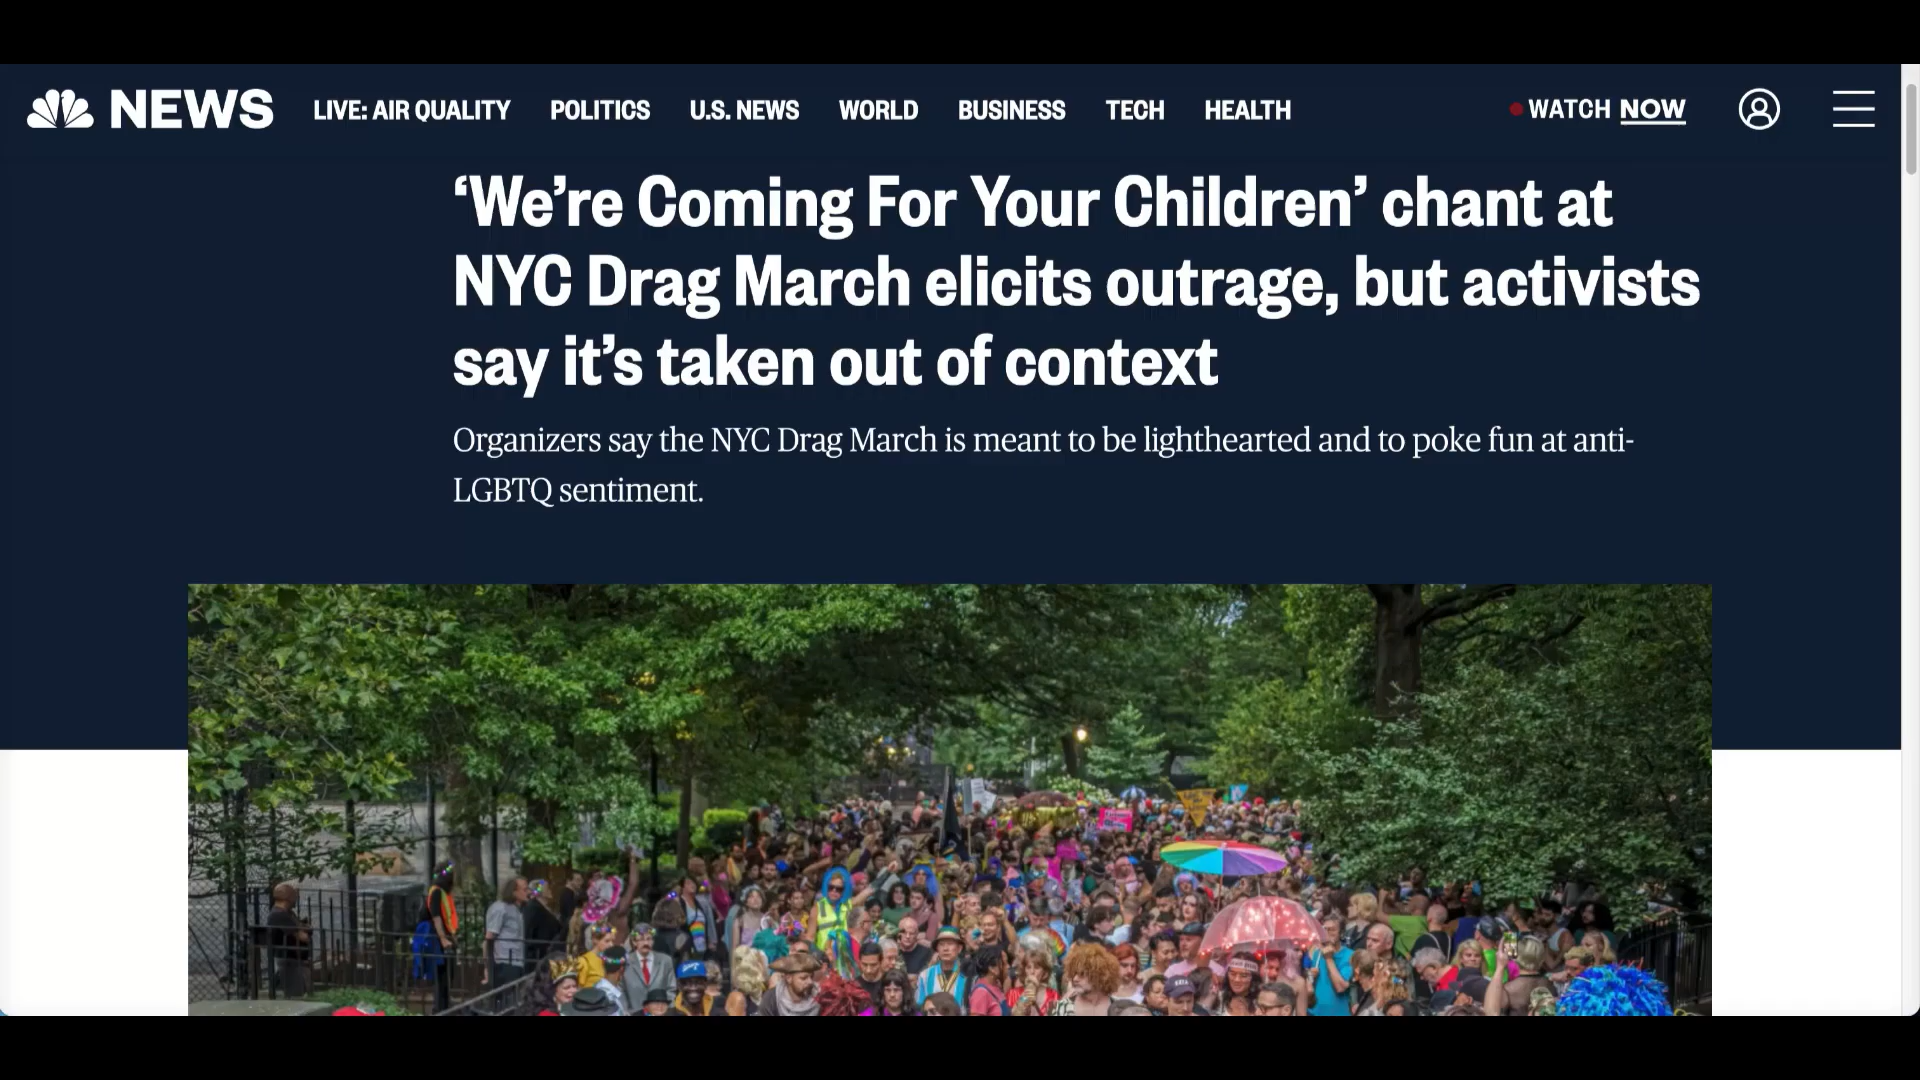 NEWS LIVE: AIR QUALITY POLITICS U.S. NEWS WORLD BUSINESS TECH HEALTH WATCH NOW
‘We’re Coming For Your Children’ chant at
NYC Drag March elicits outrage, but activists
say it’s taken out of context
Organizers say the NYC Drag March is meant to be lighthearted and to poke fun at anti-
LGBTQ sentiment.